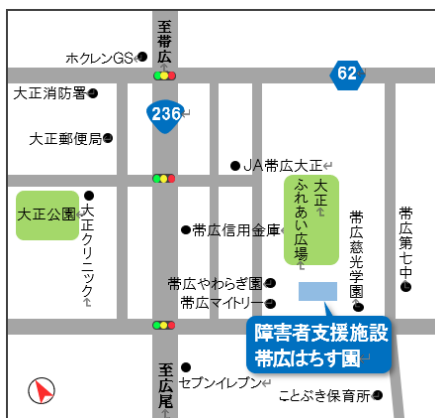 至帯広
ホクレンGS
62
大正消防署
236
大正郵便局
JA帯広大正
大正
ふれあい広場
大正公園
大正クリニック
帯広信用金庫
帯広慈光学園
帯広第七中
帯広やわらぎ園
帯広マイトリー
障害者支援施設
帯広はちす園
至広尾
セブンイレブン
ことぶき保育所